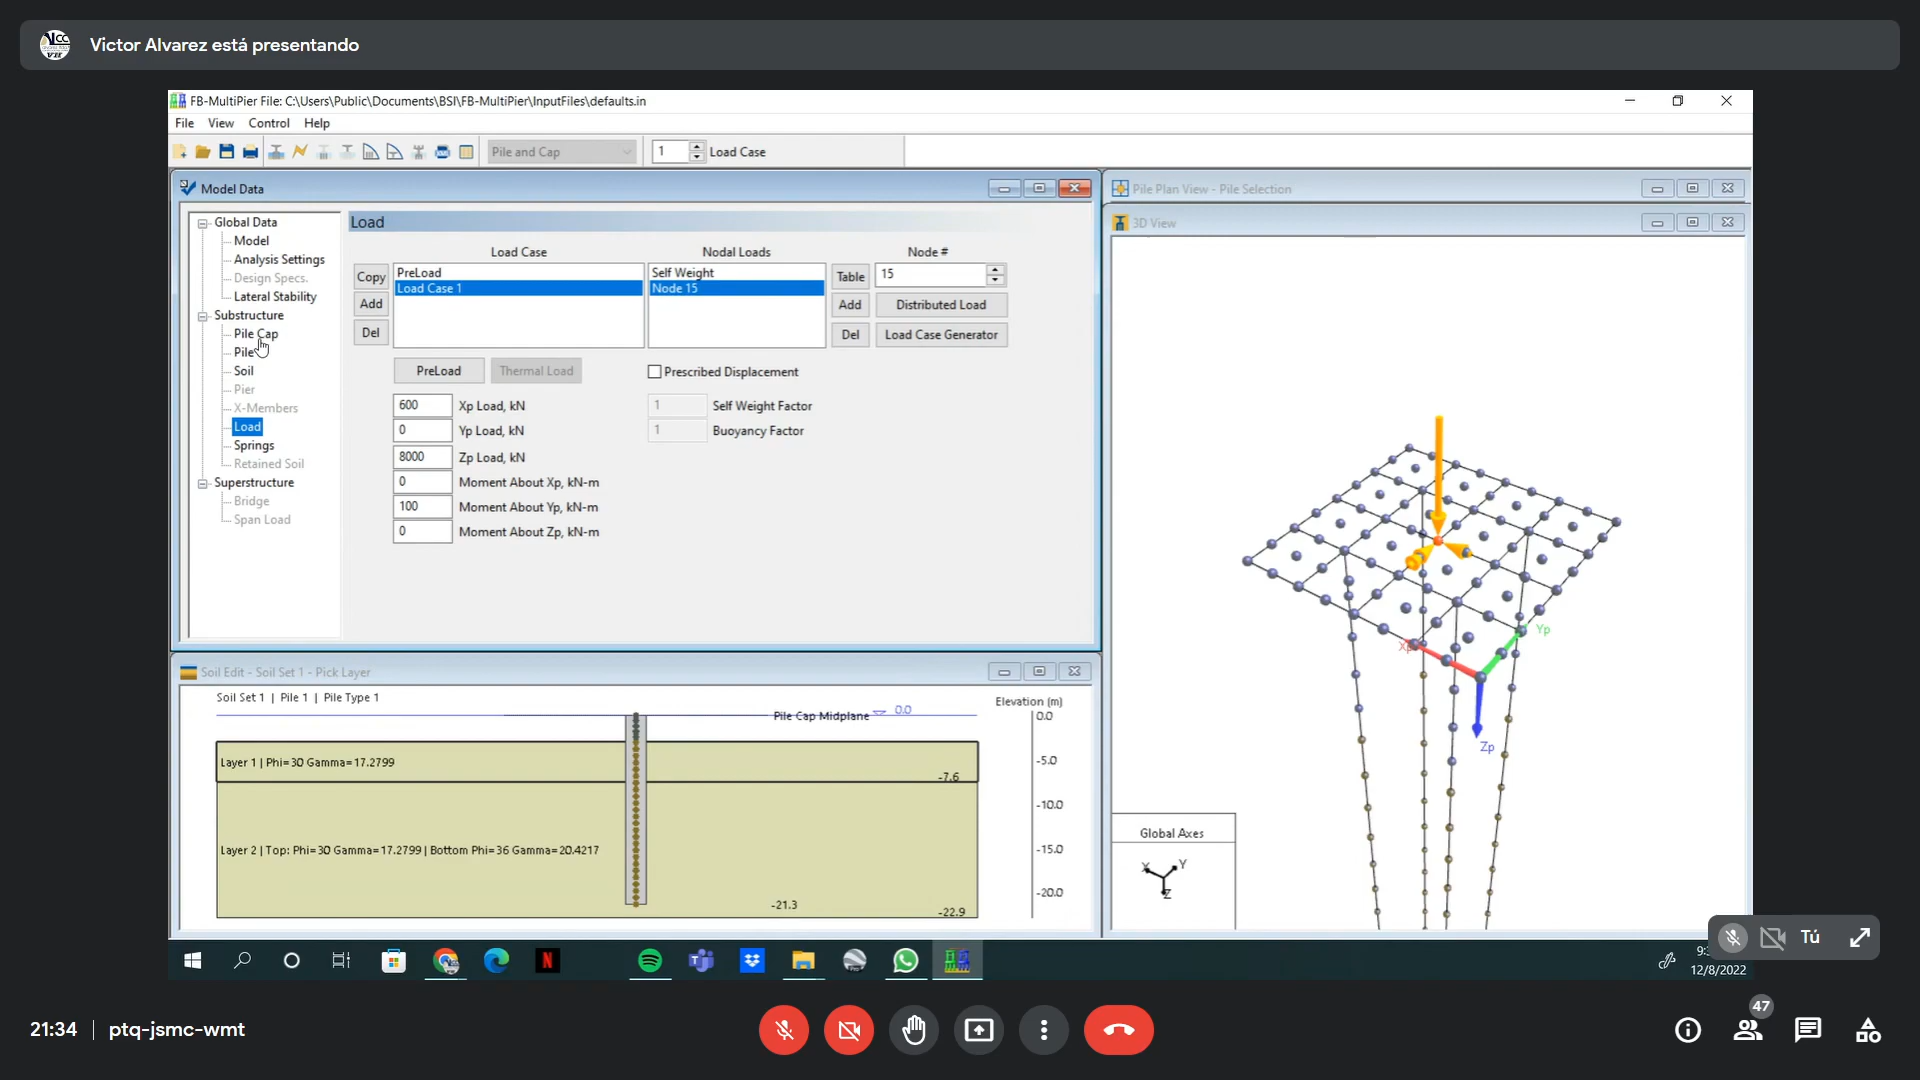 Victor Alvarez está presentando
FB-MultiPier File: C:\Users\Public\Documents\BSI\FB-MultiPier\InputFiles\defaults.in
File View Control Help
Pile and Cap 1 Load Case
Model Data
Global Data
Model
Analysis Settings
Design Specs.
Lateral Stability
Substructure
Pile Cap
Pile
Soil
Pier
X-Members
Load
Springs
Retained Soil
Superstructure
Bridge
Span Load
Load
Load Case Nodal Loads Node #
Copy PreLoad Self Weight Table 15
Load Case 1 Node 15
Add Add Distributed Load
Del Del Load Case Generator
PreLoad Thermal Load Prescribed Displacement
600 Xp Load, kN 1 Self Weight Factor
0 Yp Load, kN 1 Buoyancy Factor
8000 Zp Load, kN
0 Moment About Xp, kN-m
100 Moment About Yp, kN-m
0 Moment About Zp, kN-m
Pile Plan View - Pile Selection
3D View
Xp Yp
Zp
Global Axes
X Y
Z
Soil Edit - Soil Set 1 - Pick Layer
Soil Set 1 | Pile 1 | Pile Type 1
Elevation (m)
Pile Cap Midplane 0.0
0.0
Layer 1 | Phi=30 Gamma=17.2799
-5.0
-7.6
-10.0
Layer 2 | Top: Phi=30 Gamma=17.2799 | Bottom Phi=36 Gamma=20.4217
-15.0
-20.0
-21.3
-22.9
Tú
12/8/2022
21:34 | ptq-jsmc-wmt
47